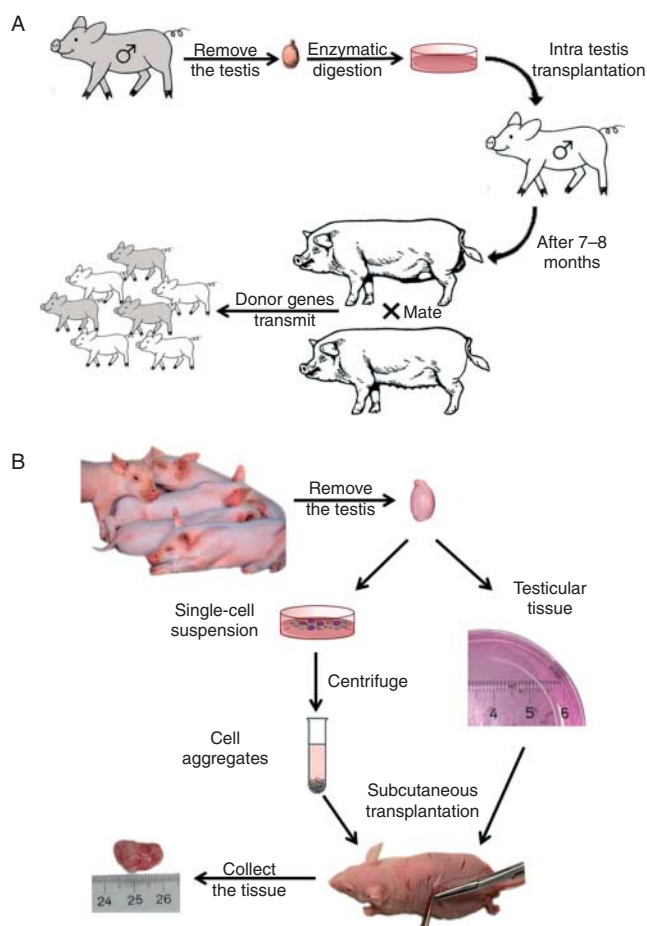 A
Remove
the testis
Enzymatic
digestion
Intra testis
transplantation
♂
♂
After 7–8
months
Donor genes
transmit
Mate
B
Remove
the testis
Single-cell
suspension
Testicular
tissue
Centrifuge
4 5 6
Cell
aggregates
Subcutaneous
transplantation
Collect
the tissue
24 25 26